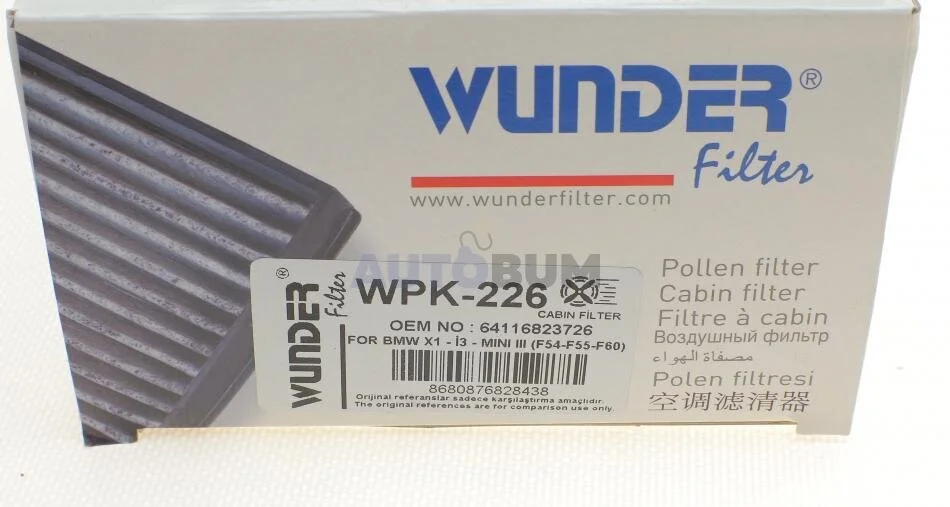 WUNDER®
Filter
www.wunderfilter.com
AUTOBUM
Pollen filter
Cabin filter
Filtre à cabin
Воздушный фильтр
مصفاة الهواء
Polen filtresi
空调滤清器
WUNDER®
Filter
WPK-226
CABIN FILTER
OEM NO : 64116823726
FOR BMW X1 - İ3 - MINI III (F54-F55-F60)
8680876828438
Orijinal referanslar sadece karşılaştırma amaçlıdır.
The original references are for comparison use only.